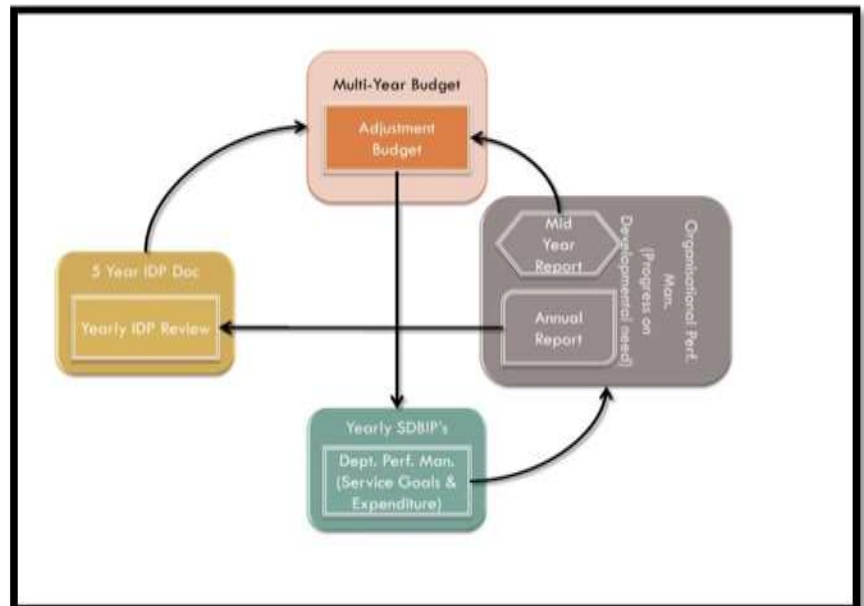 Multi-Year Budget
Adjustment
Budget
5 Year IDP Doc
Yearly IDP Review
Mid
Year
Report
Annual
Report
Organisational Perf.
Man.
(Progress on
Developmental need)
Yearly SDBIP's
Dept. Perf. Man.
(Service Goals &
Expenditure)